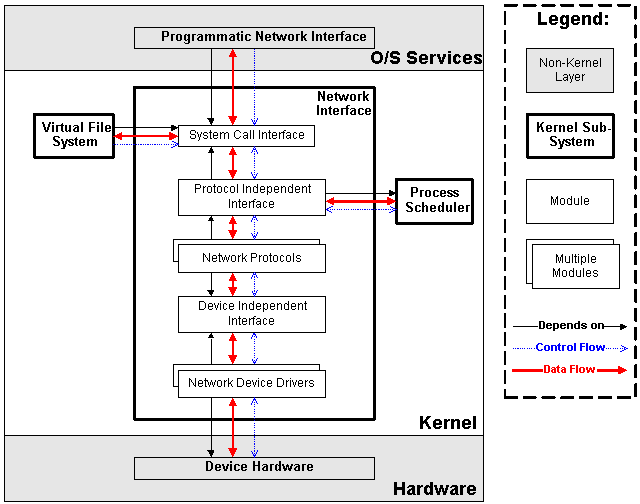 Programmatic Network Interface
O/S Services
Network
Interface
Virtual File
System
System Call Interface
Protocol Independent
Interface
Process
Scheduler
Network Protocols
Device Independent
Interface
Network Device Drivers
Kernel
Device Hardware
Hardware
Legend:
Non-Kernel
Layer
Kernel Sub-
System
Module
Multiple
Modules
Depends on
Control Flow
Data Flow